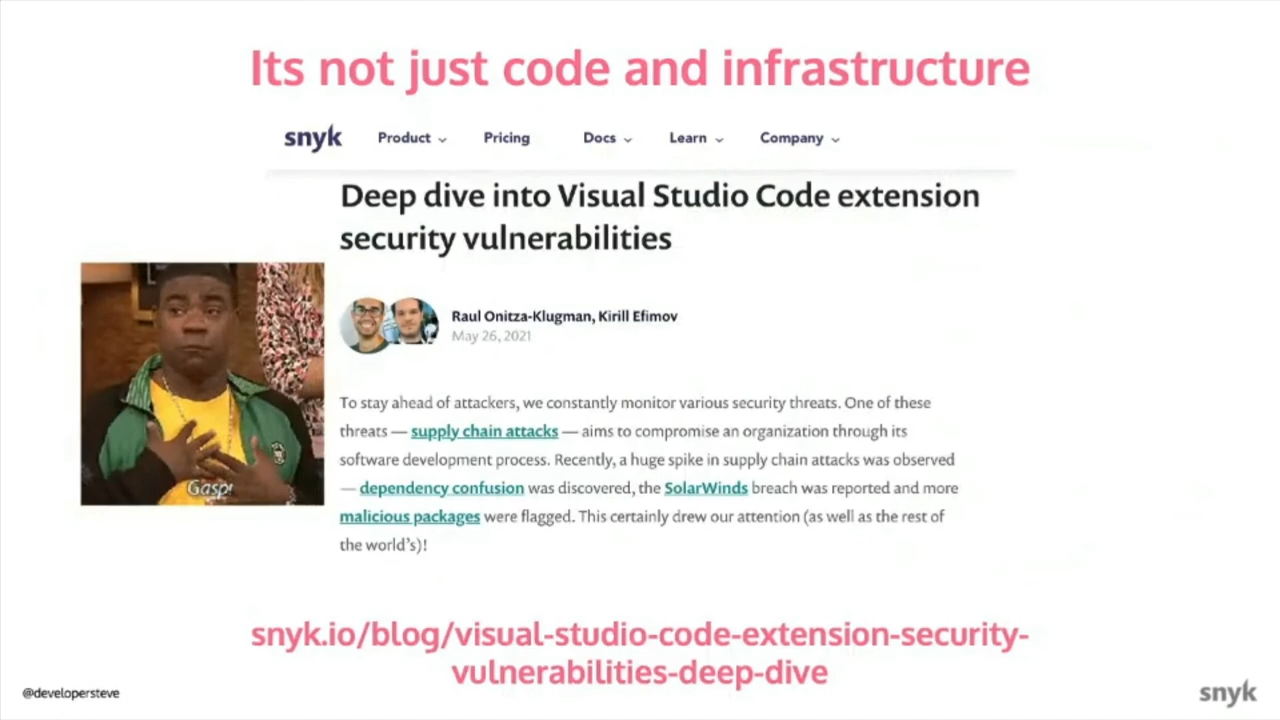 Its not just code and infrastructure
snyk Product Pricing Docs Learn Company
Deep dive into Visual Studio Code extension
security vulnerabilities
Raul Onitza-Klugman, Kirill Efimov
May 26, 2021
To stay ahead of attackers, we constantly monitor various security threats. One of these
threats — supply chain attacks — aims to compromise an organization through its
software development process. Recently, a huge spike in supply chain attacks was observed
— dependency confusion was discovered, the SolarWinds breach was reported and more
malicious packages were flagged. This certainly drew our attention (as well as the rest of
the world's)!
Gasp!
snyk.io/blog/visual-studio-code-extension-security-
vulnerabilities-deep-dive
@developersteve
snyk